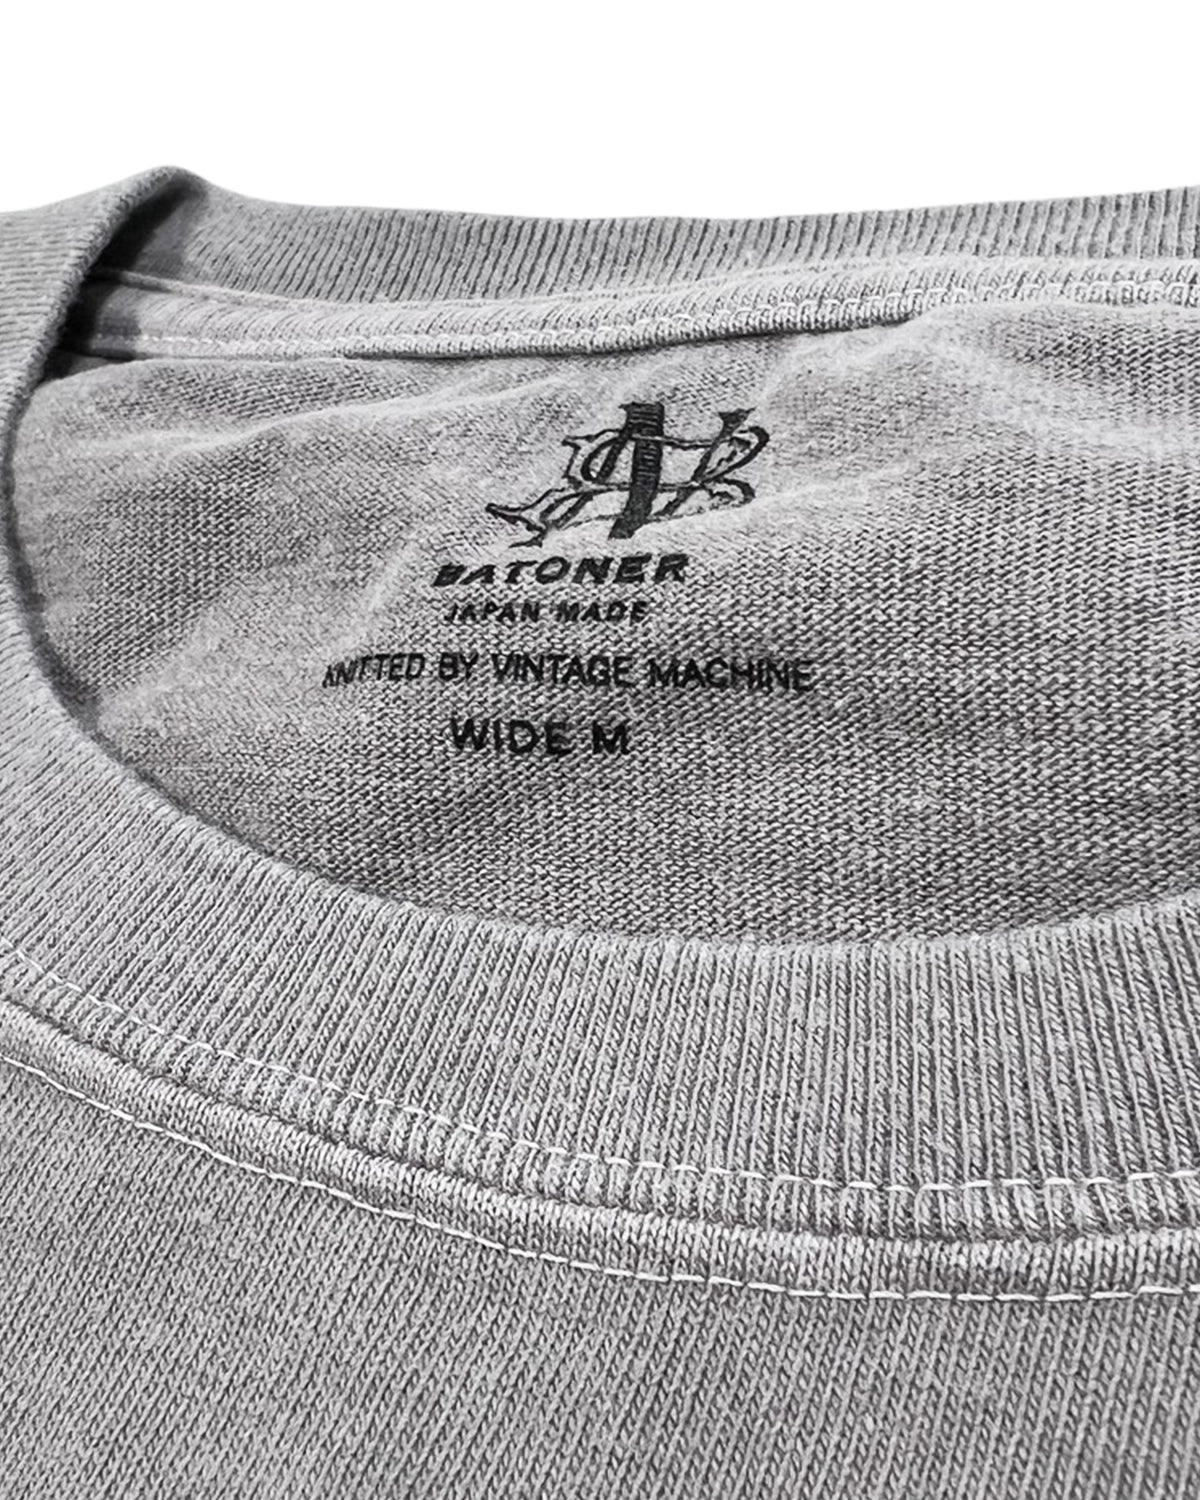 BATONER
JAPAN MADE
KNITTED BY VINTAGE MACHINE
WIDE M